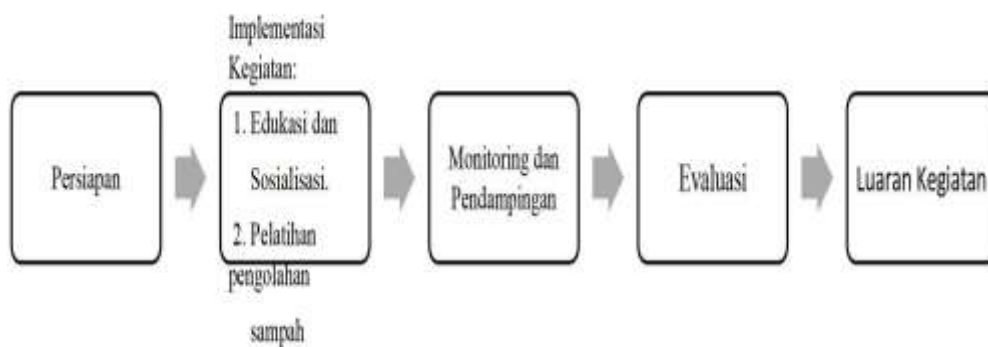 Persiapan
Implementasi
Kegiatan:
1. Edukasi dan
Sosialisasi.
2. Pelatihan
pengolahan
sampah
Monitoring dan
Pendampingan
Evaluasi
Luaran Kegiatan